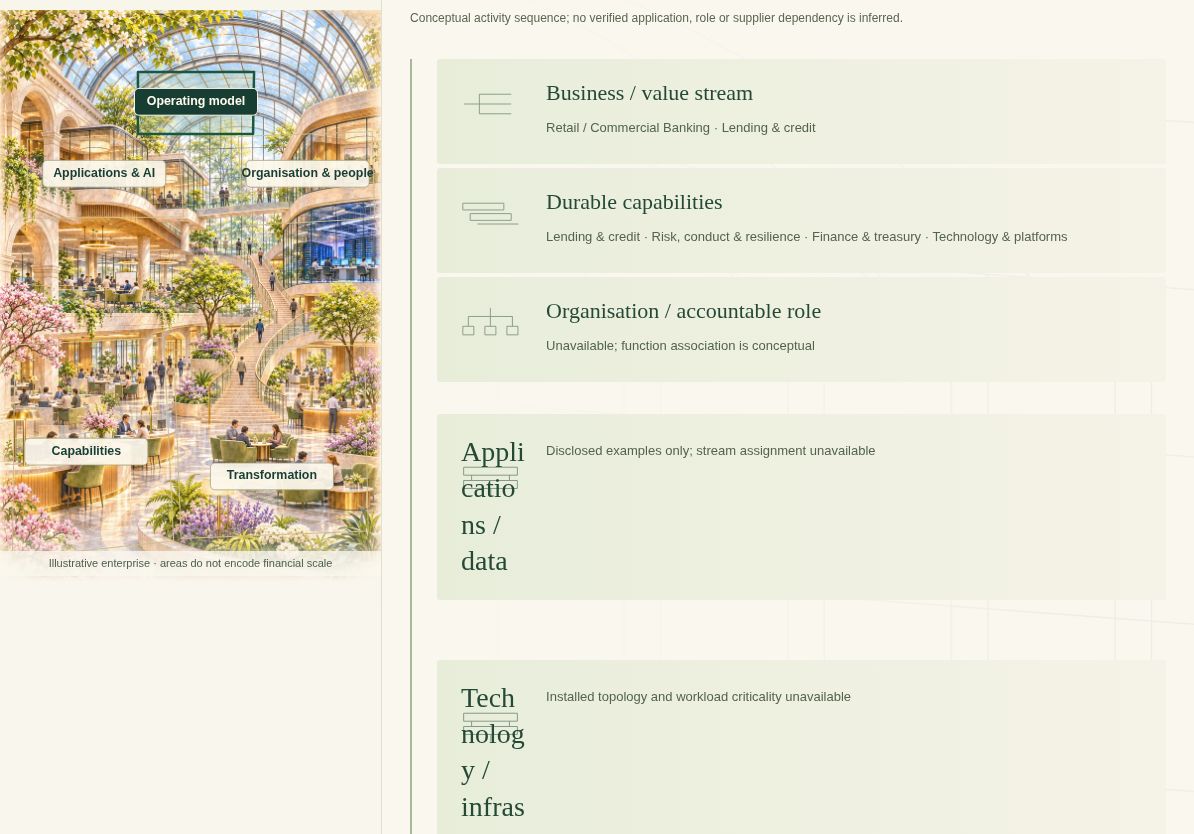 Conceptual activity sequence; no verified application, role or supplier dependency is inferred.
Operating model
Applications & AI
Organisation & people
Capabilities
Transformation
Illustrative enterprise · areas do not encode financial scale
Business / value stream
Retail / Commercial Banking · Lending & credit
Durable capabilities
Lending & credit · Risk, conduct & resilience · Finance & treasury · Technology & platforms
Organisation / accountable role
Unavailable; function association is conceptual
Appli
catio
ns /
data
Disclosed examples only; stream assignment unavailable
Tech
nolog
y /
infras
Installed topology and workload criticality unavailable